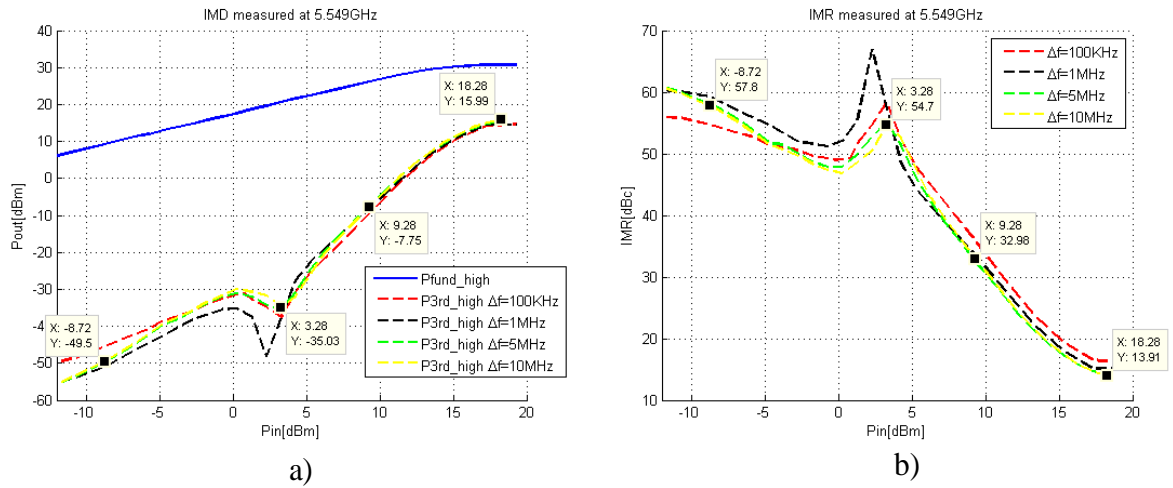 IMD measured at 5.549GHz
Pout[dBm]
40
30
20
10
0
-10
-20
-30
-40
-50
-60
-10
-5
0
5
10
15
20
Pin[dBm]
X: 18.28
Y: 15.99
X: 9.28
Y: -7.75
X: -8.72
Y: -49.5
X: 3.28
Y: -35.03
Pfund_high
P3rd_high Δf=100KHz
P3rd_high Δf=1MHz
P3rd_high Δf=5MHz
P3rd_high Δf=10MHz
a)
IMR measured at 5.549GHz
IMR[dBc]
70
60
50
40
30
20
10
-10
-5
0
5
10
15
20
Pin[dBm]
X: -8.72
Y: 57.8
X: 3.28
Y: 54.7
Δf=100KHz
Δf=1MHz
Δf=5MHz
Δf=10MHz
X: 9.28
Y: 32.98
X: 18.28
Y: 13.91
b)